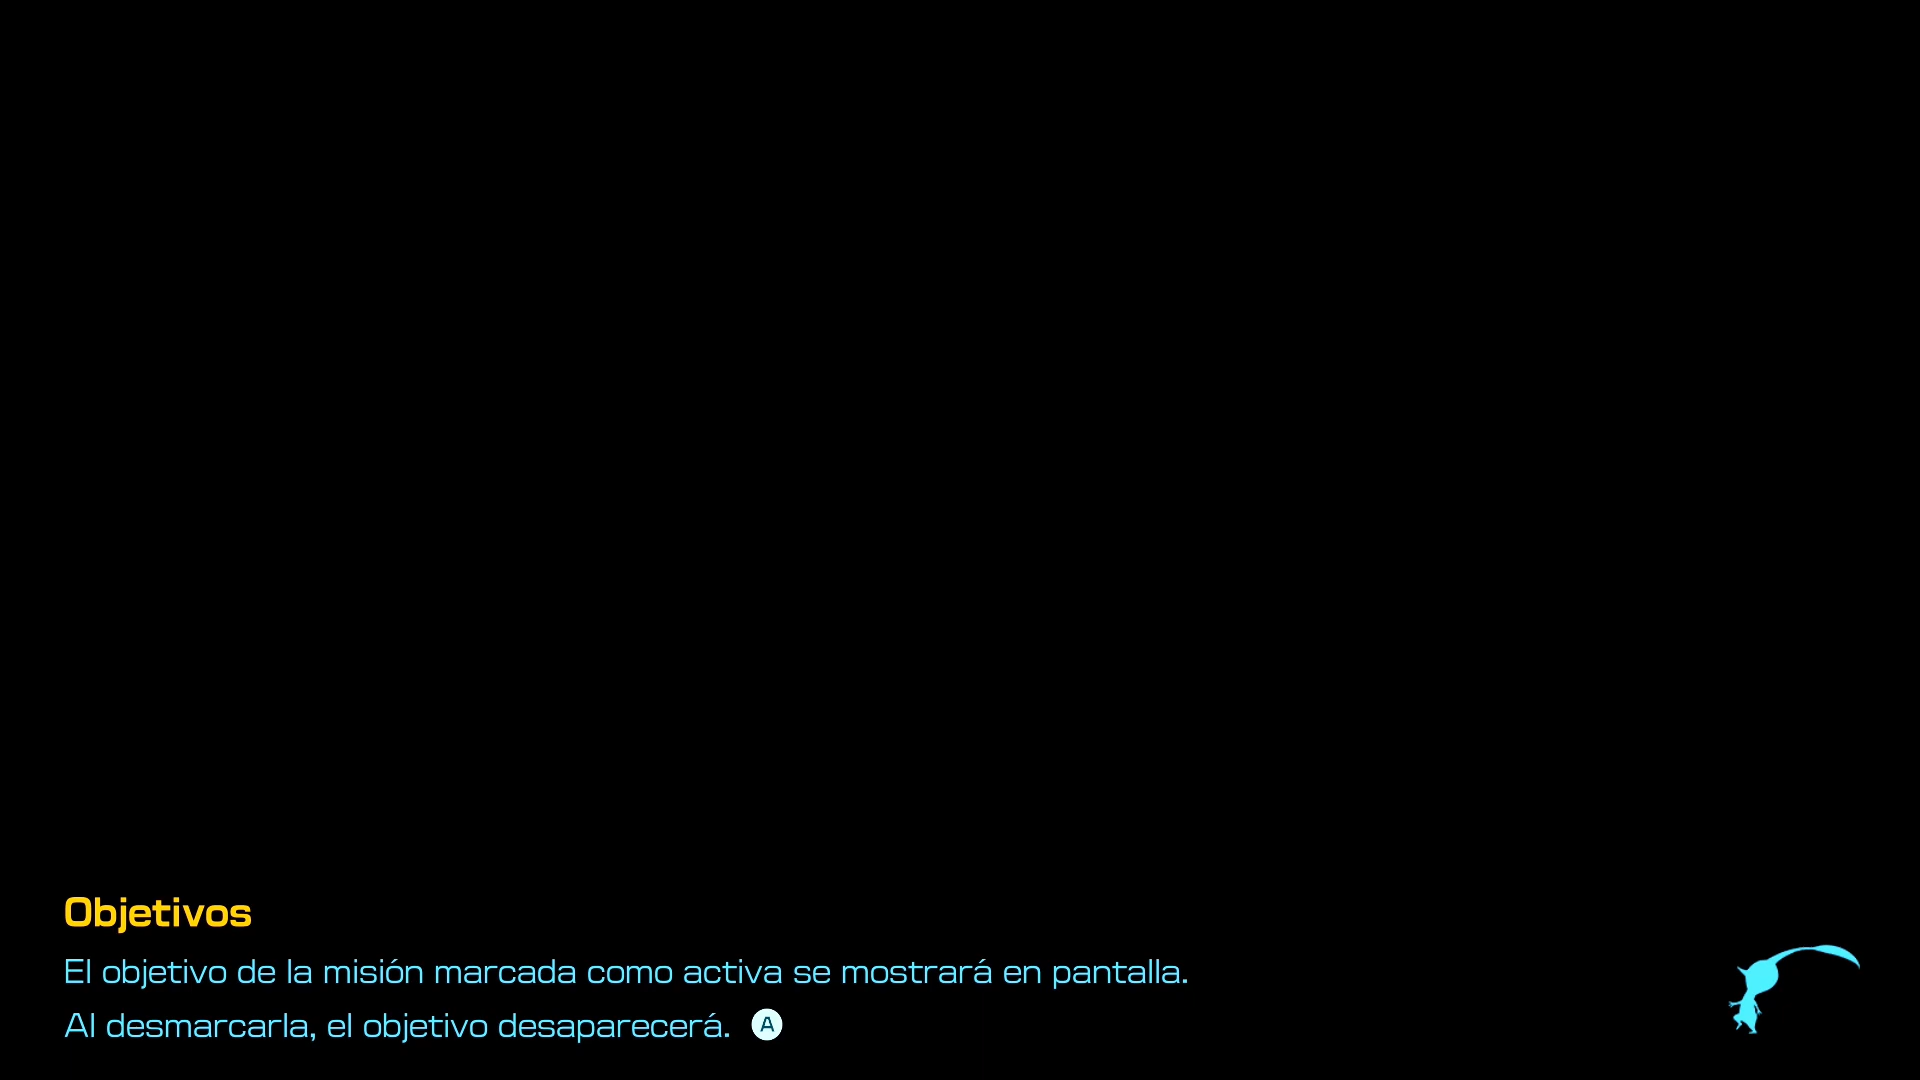 Objetivos
El objetivo de la misión marcada como activa se mostrará en pantalla.
Al desmarcarla, el objetivo desaparecerá. A